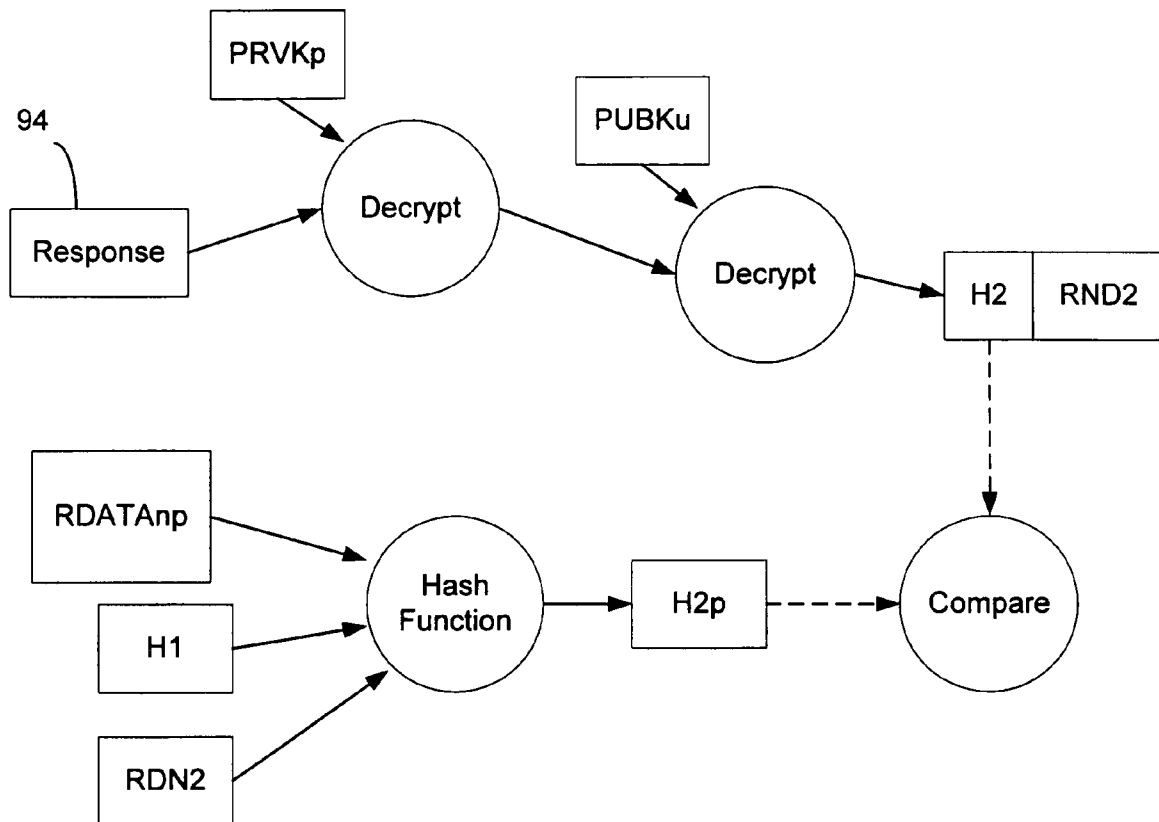 PRVKp
94
PUBKu
Decrypt
Response
Decrypt
H2
RND2
RDATAnp
Hash
Function
H2p
Compare
H1
RDN2